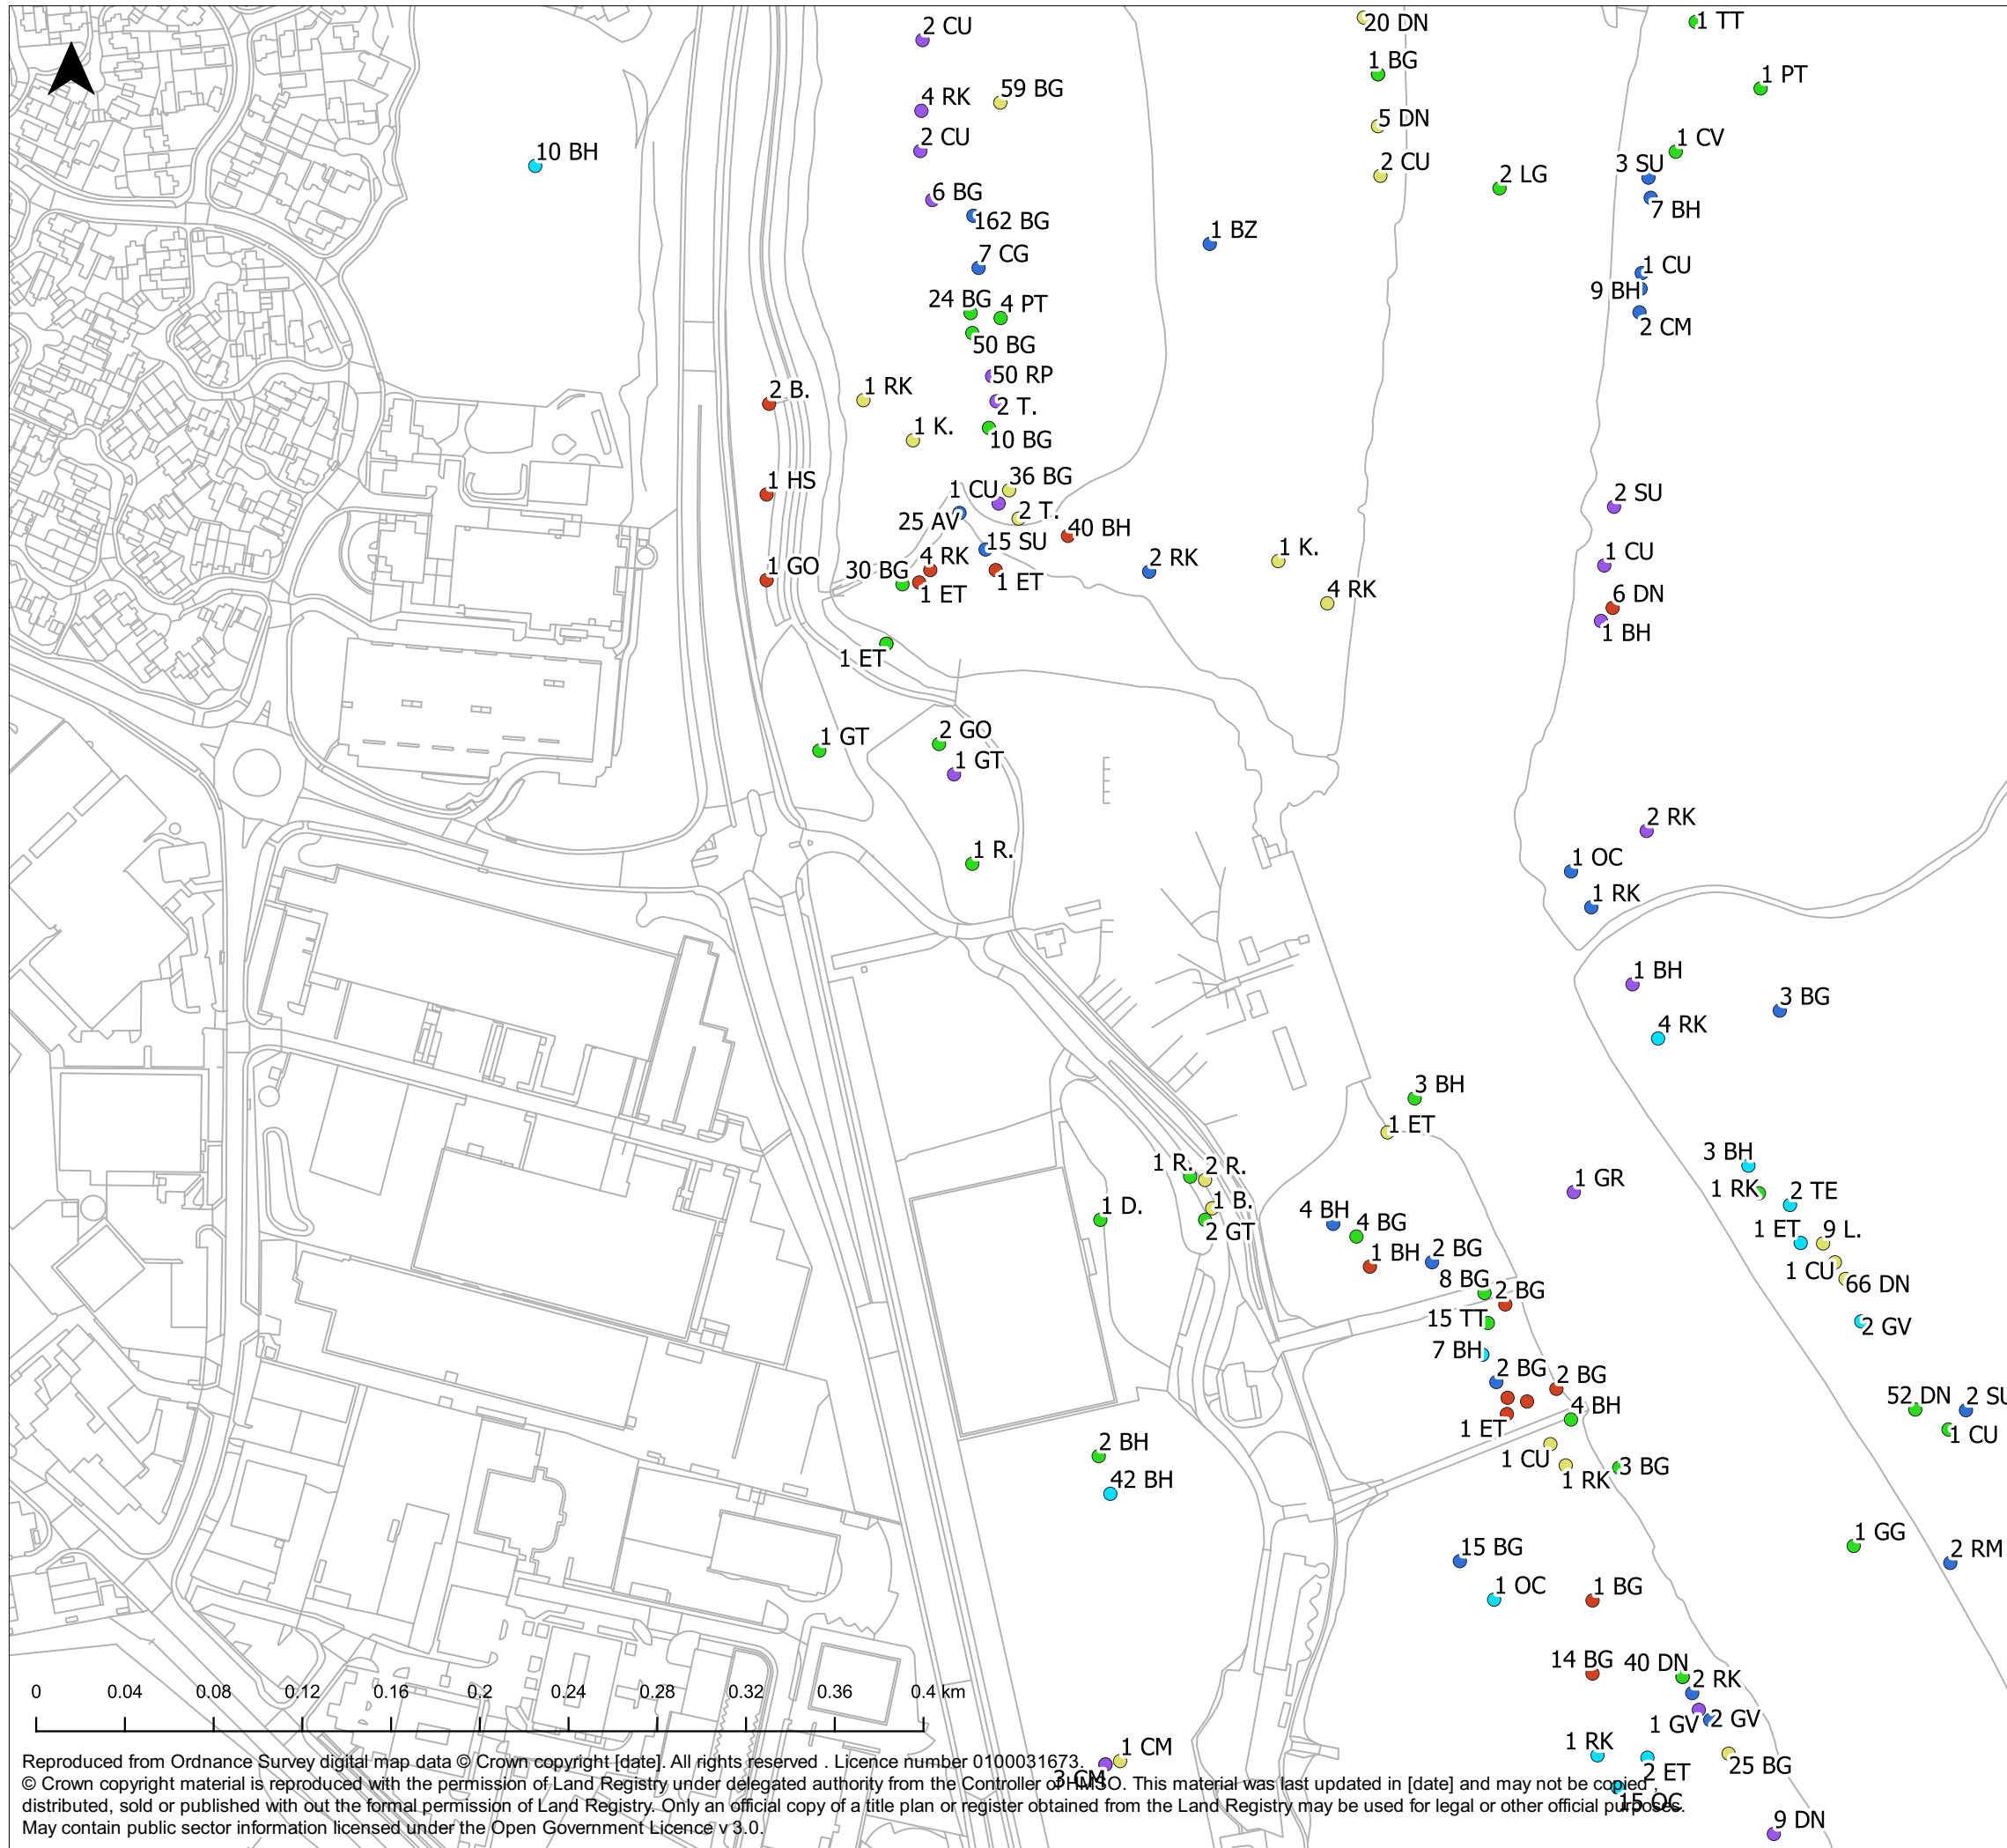 2 CU
20 DN
1 TT
1 BG
1 PT
4 RK
59 BG
5 DN
2 CU
1 CV
10 BH
2 CU
3 SU
2 LG
6 BG
7 BH
162 BG
1 BZ
7 CG
1 CU
9 BH
24 BG
4 PT
2 CM
50 BG
50 RP
2 B.
1 RK
2 T.
1 K.
10 BG
1 HS
36 BG
1 CU
2 SU
2 T.
25 AV
40 BH
15 SU
1 K.
1 CU
4 RK
2 RK
1 GO
30 BG
1 ET
1 ET
4 RK
6 DN
1 BH
1 ET
1 GT
2 GO
1 GT
2 RK
1 R.
1 OC
1 RK
1 BH
3 BG
4 RK
3 BH
1 ET
3 BH
1 R.
2 R.
1 GR
1 RK
2 TE
1 D.
1 B.
4 BH
4 BG
2 GT
1 ET
9 L.
1 BH
2 BG
8 BG
1 CU
66 DN
2 BG
15 TT
2 GV
7 BH
2 BG
2 BG
52 DN
2 SU
4 BH
1 ET
1 CU
2 BH
1 CU
1 RK
3 BG
42 BH
1 GG
15 BG
2 RM
1 OC
1 BG
14 BG
40 DN
2 RK
1 GV
2 GV
1 CM
1 RK
25 BG
3 CM
2 ET
15 OC
9 DN
0 0.04 0.08 0.12 0.16 0.2 0.24 0.28 0.32 0.36 0.4 km
Reproduced from Ordnance Survey digital map data © Crown copyright [date]. All rights reserved . Licence number 0100031673.
© Crown copyright material is reproduced with the permission of Land Registry under delegated authority from the Controller of HMSO. This material was last updated in [date] and may not be copied ,
distributed, sold or published with out the formal permission of Land Registry. Only an official copy of a title plan or register obtained from the Land Registry may be used for legal or other official purposes.
May contain public sector information licensed under the Open Government Licence v 3.0.